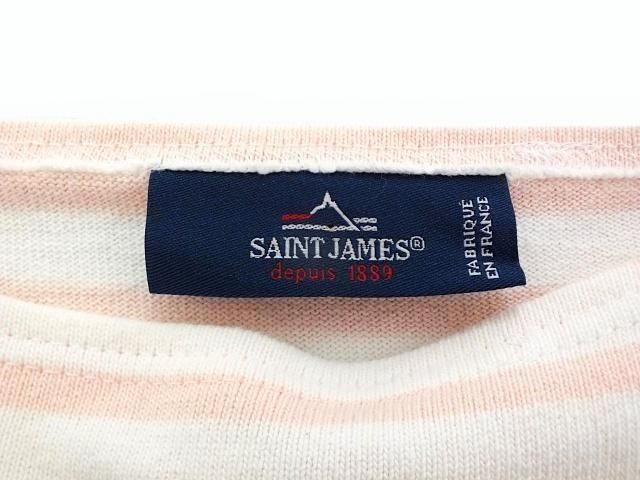 SAINT JAMES®
depuis 1889
FABRIQUÉ
EN FRANCE